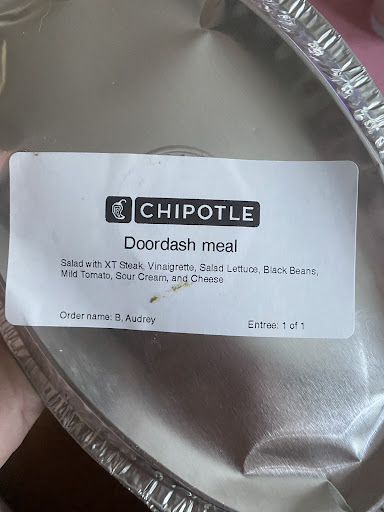 CHIPOTLE
Doordash meal
Salad with XT Steak, Vinaigrette, Salad Lettuce, Black Beans,
Mild Tomato, Sour Cream, and Cheese
Order name: B, Audrey
Entree: 1 of 1